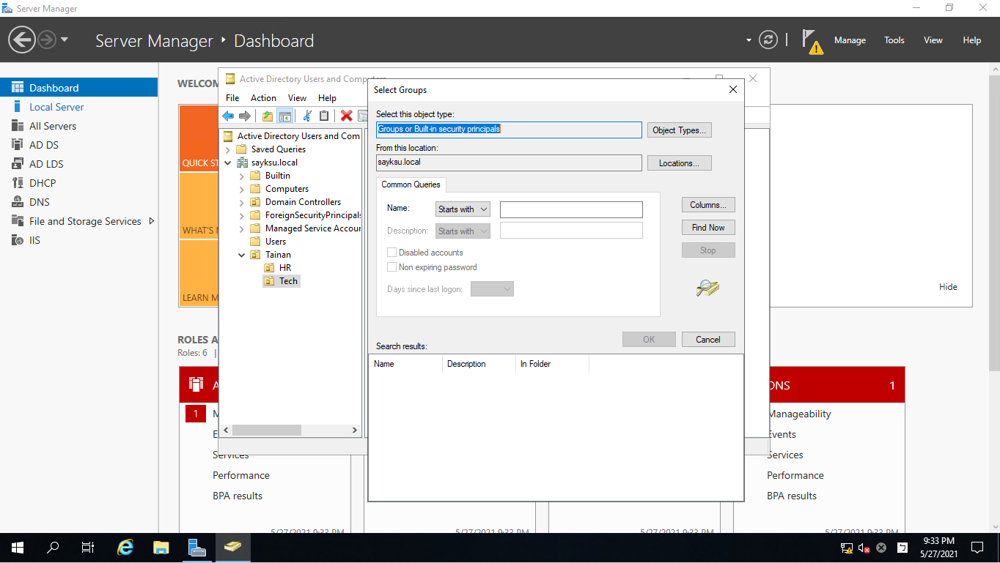 Server Manager
Server Manager ‣ Dashboard
Manage Tools View Help
Dashboard
Local Server
All Servers
AD DS
AD LDS
DHCP
DNS
File and Storage Services
IIS
QUICK ST
WHAT'S
LEARN M
Hide
ROLES A
Roles: 6 |
1
Services
Performance
BPA results
5/27/2021 9:33 PM
5/27/2021 9:33 PM
5/27/2021 9:33 PM
DNS 1
Manageability
Events
Services
Performance
BPA results
5/27/2021 9:33 PM
Active Directory Users and Computers
File Action View Help
Active Directory Users and Com
Saved Queries
sayksu.local
Builtin
Computers
Domain Controllers
ForeignSecurityPrincipals
Managed Service Accour
Users
Tainan
HR
Tech
Select Groups
Select this object type:
Groups or Built-in security principals
Object Types...
From this location:
sayksu.local
Locations...
Common Queries
Name: Starts with
Description: Starts with
Disabled accounts
Non expiring password
Days since last logon:
Columns...
Find Now
Stop
OK
Cancel
Search results:
Name Description In Folder
9:33 PM
5/27/2021